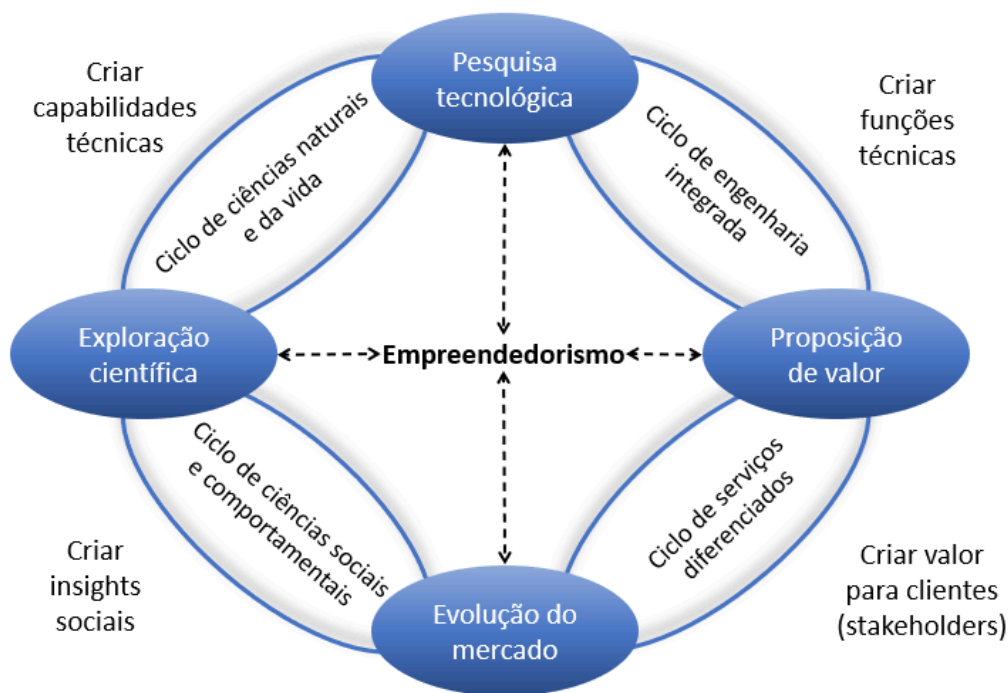 Pesquisa
tecnológica
Criar
capabilidades
técnicas
Criar
funções
técnicas
Ciclo de ciências naturais
e da vida
Ciclo de engenharia
integrada
Exploração
científica
Empreendedorismo
Proposição
de valor
Ciclo de ciências sociais
e comportamentais
Ciclo de serviços
diferenciados
Criar
insights
sociais
Evolução do
mercado
Criar valor
para clientes
(stakeholders)